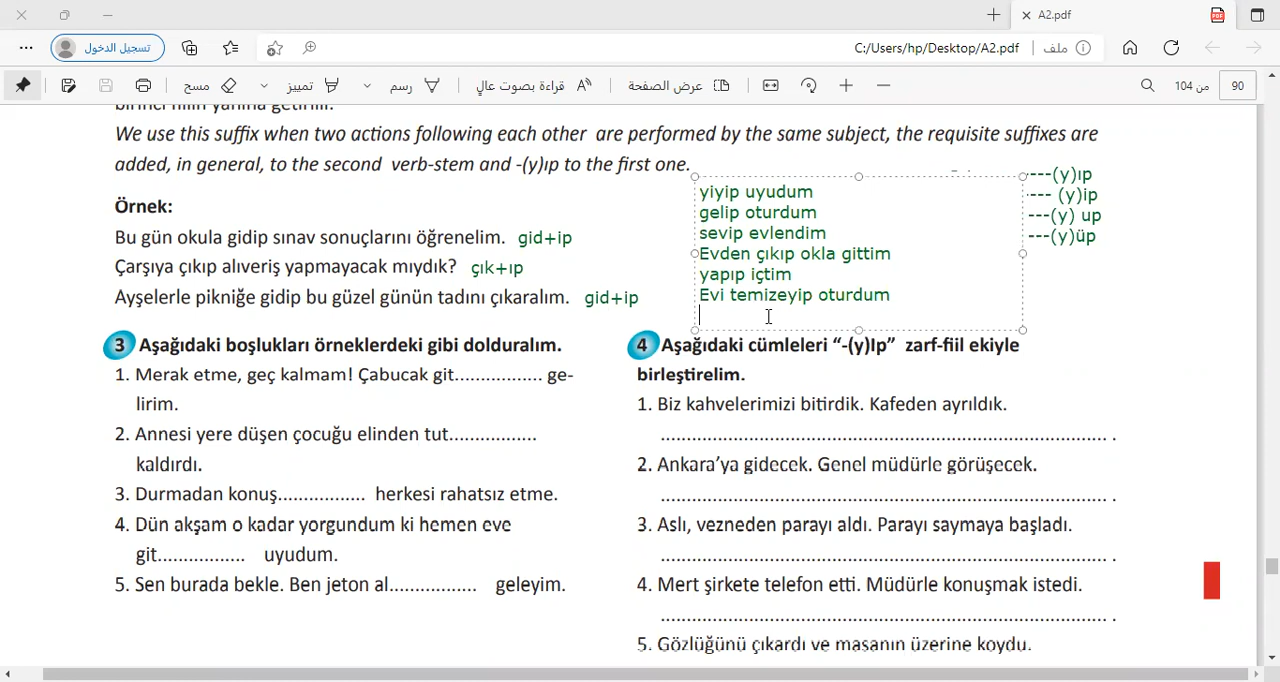 A2.pdf
تسجيل الدخول
C:/Users/hp/Desktop/A2.pdf
ملف
مسح
تمييز
رسم
قراءة بصوت عالٍ
عرض الصفحة
من 104
90
birinci fiilin yanına getirilir.
We use this suffix when two actions following each other are performed by the same subject, the requisite suffixes are
added, in general, to the second verb-stem and -(y)ıp to the first one.
---(y)ıp
--- (y)ip
---(y) up
---(y)üp
yiyip uyudum
gelip oturdum
sevip evlendim
Evden çıkıp okla gittim
yapıp içtim
Evi temizeyip oturdum
Örnek:
Bu gün okula gidip sınav sonuçlarını öğrenelim. gid+ip
Çarşıya çıkıp alıveriş yapmayacak mıydık? çık+ıp
Ayşelerle pikniğe gidip bu güzel günün tadını çıkaralım. gid+ip
3 Aşağıdaki boşlukları örneklerdeki gibi dolduralım.
1. Merak etme, geç kalmam! Çabucak git................. ge-
lirim.
2. Annesi yere düşen çocuğu elinden tut.................
kaldırdı.
3. Durmadan konuş................. herkesi rahatsız etme.
4. Dün akşam o kadar yorgundum ki hemen eve
git................. uyudum.
5. Sen burada bekle. Ben jeton al................. geleyim.
4 Aşağıdaki cümleleri “-(y)Ip” zarf-fiil ekiyle
birleştirelim.
1. Biz kahvelerimizi bitirdik. Kafeden ayrıldık.
...................................................................................... .
2. Ankara’ya gidecek. Genel müdürle görüşecek.
...................................................................................... .
3. Aslı, vezneden parayı aldı. Parayı saymaya başladı.
...................................................................................... .
4. Mert şirkete telefon etti. Müdürle konuşmak istedi.
...................................................................................... .
5. Gözlüğünü çıkardı ve masanın üzerine koydu.